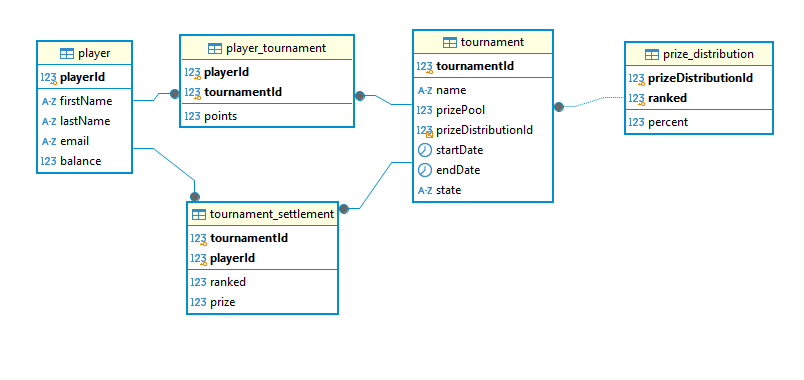 player
123 playerId
A-Z firstName
A-Z lastName
A-Z email
123 balance
player_tournament
123 playerId
123 tournamentId
123 points
tournament
123 tournamentId
A-Z name
123 prizePool
123 prizeDistributionId
startDate
endDate
A-Z state
prize_distribution
123 prizeDistributionId
123 ranked
123 percent
tournament_settlement
123 tournamentId
123 playerId
123 ranked
123 prize